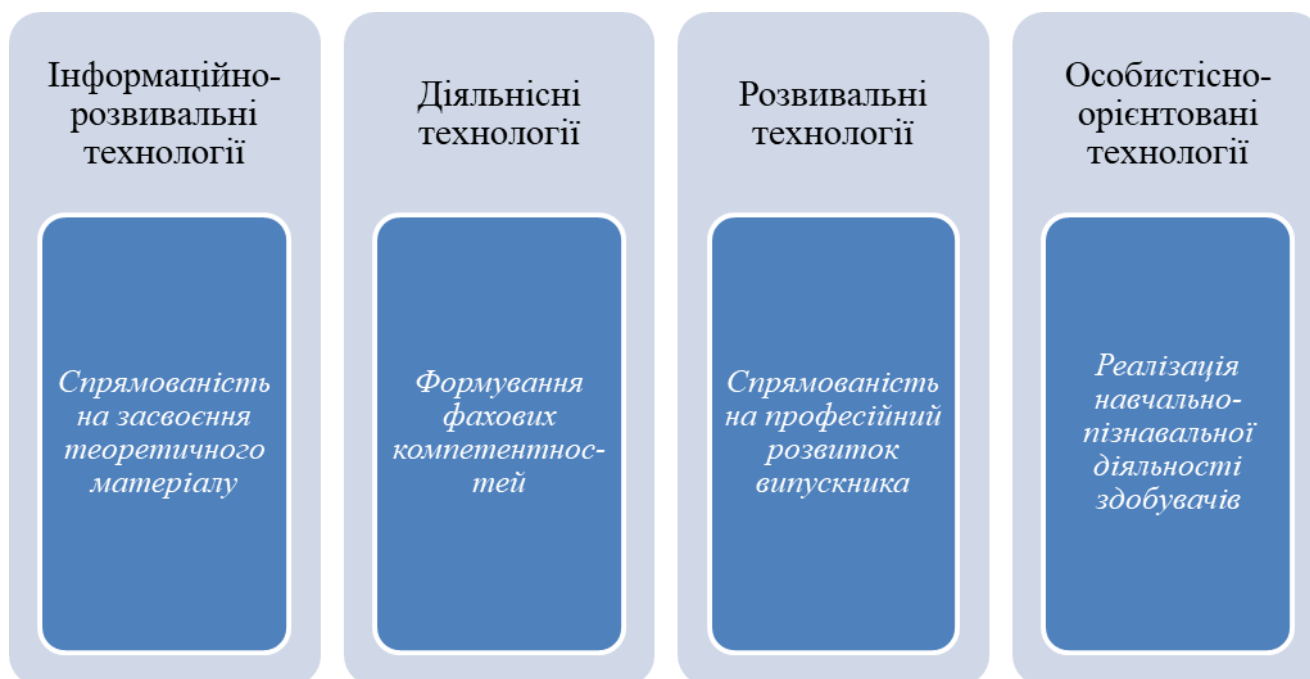 Інформаційно-
розвивальні
технології
Спрямованість
на засвоєння
теоретичного
матеріалу
Діяльнісні
технології
Формування
фахових
компетентнос-
тей
Розвивальні
технології
Спрямованість
на професійний
розвиток
випускника
Особистісно-
орієнтовані
технології
Реалізація
навчально-
пізнавальної
діяльності
здобувачів